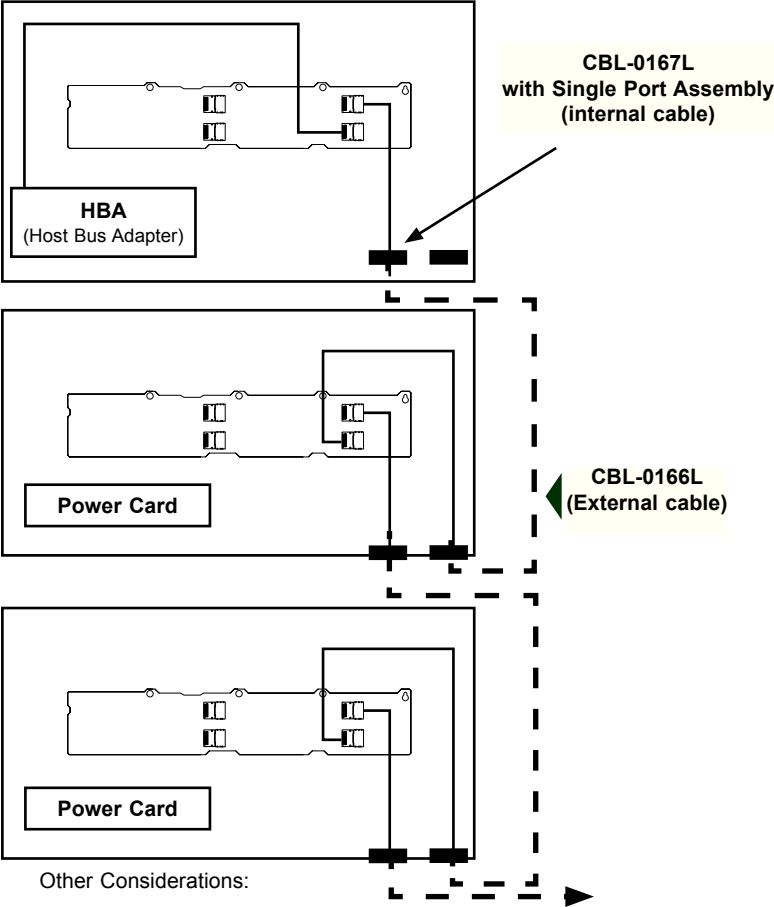 CBL-0167L
with Single Port Assembly
(internal cable)
HBA
(Host Bus Adapter)
CBL-0166L
(External cable)
Power Card
Power Card
Other Considerations: